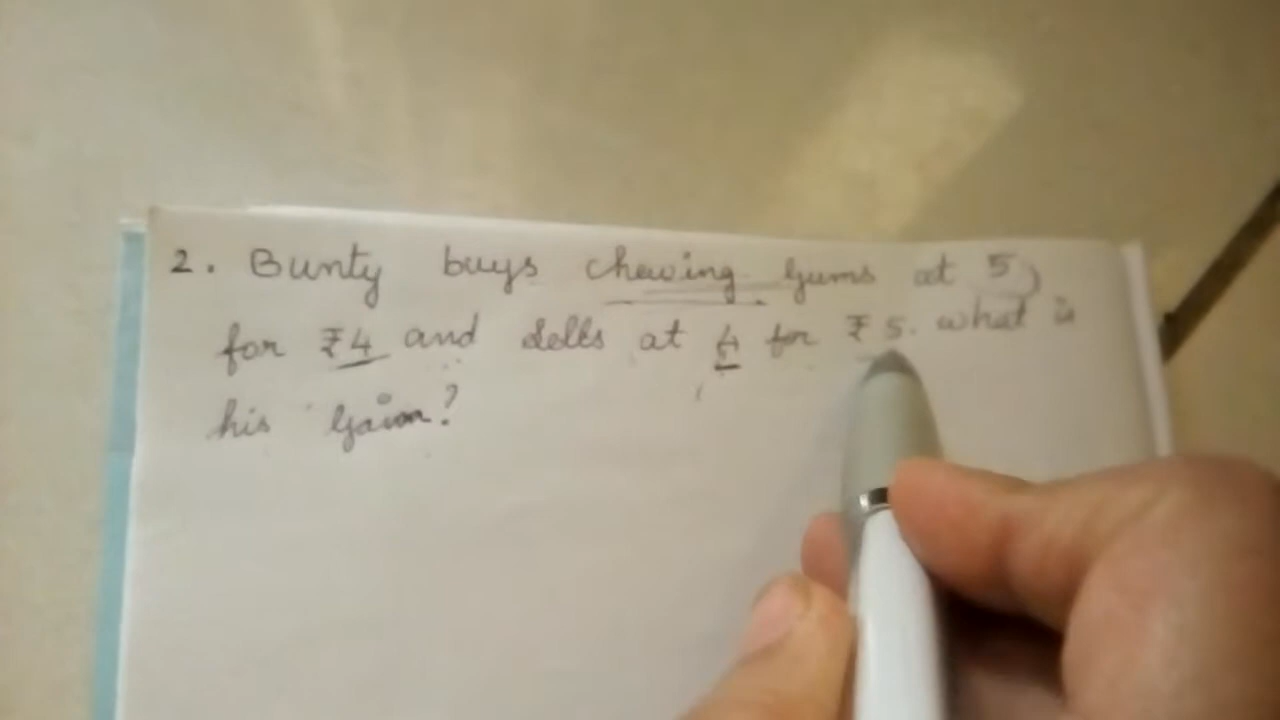 2. Bunty buys chewing gums at 5
for ₹4 and sells at 4 for ₹5. what is
his gain?